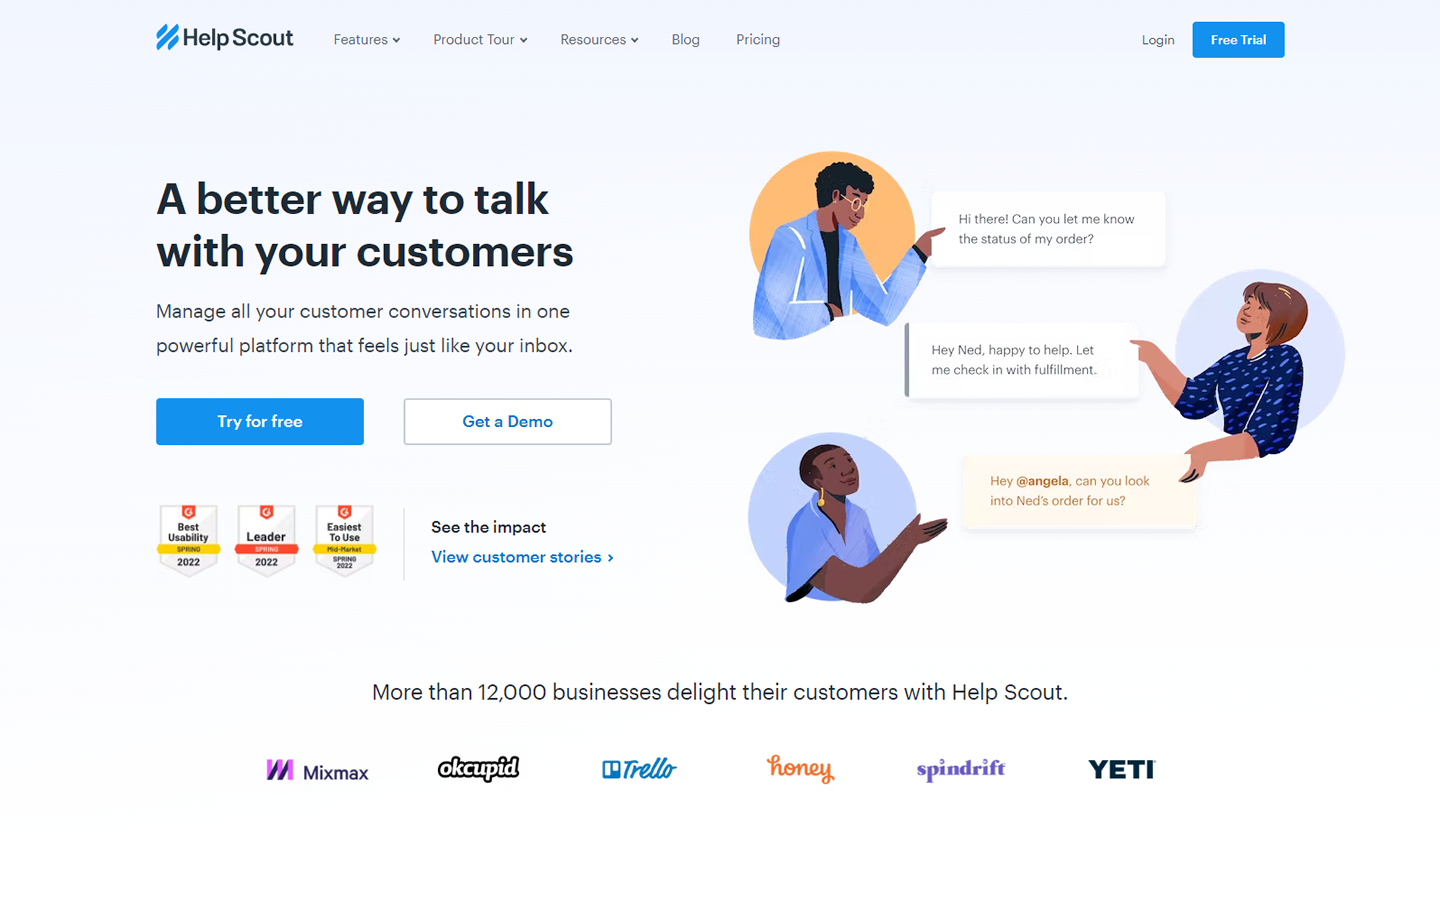 Help Scout
Features
Product Tour
Resources
Blog
Pricing
Login
Free Trial
A better way to talk
with your customers
Manage all your customer conversations in one
powerful platform that feels just like your inbox.
Try for free
Get a Demo
Best
Usability
SPRING
2022
Leader
SPRING
2022
Easiest
To Use
Mid-Market
SPRING
2022
See the impact
View customer stories ›
Hi there! Can you let me know
the status of my order?
Hey Ned, happy to help. Let
me check in with fulfillment.
Hey @angela, can you look
into Ned’s order for us?
More than 12,000 businesses delight their customers with Help Scout.
Mixmax
okcupid
Trello
honey
spindrift
YETI